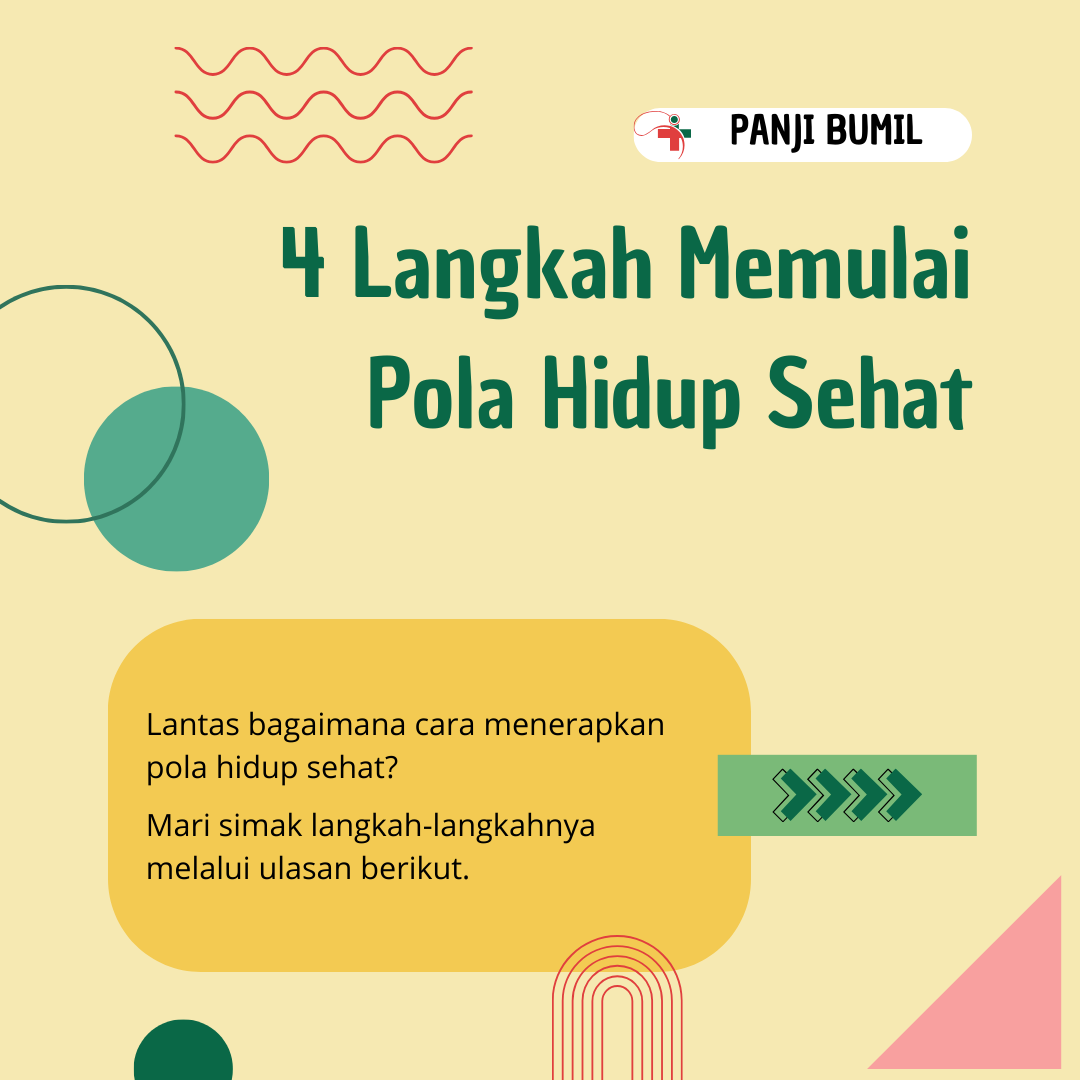 PANJI BUMIL
4 Langkah Memulai
Pola Hidup Sehat
Lantas bagaimana cara menerapkan
pola hidup sehat?
Mari simak langkah-langkahnya
melalui ulasan berikut.